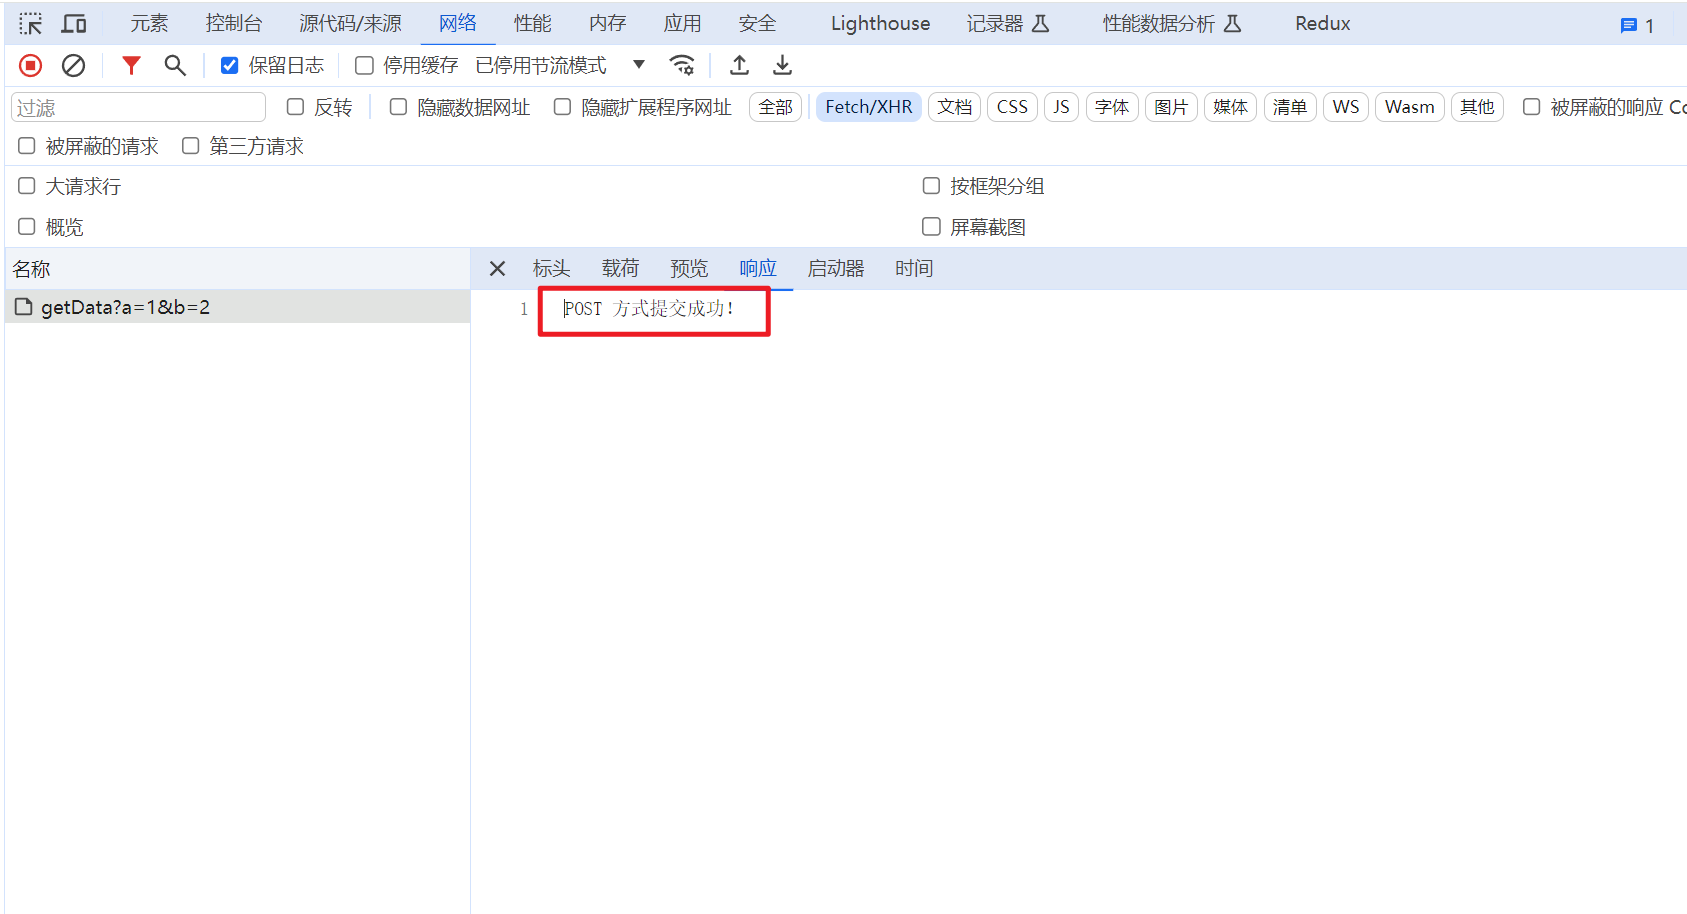 元素 控制台 源代码/来源 网络 性能 内存 应用 安全 Lighthouse 记录器 性能数据分析 Redux 1
保留日志 停用缓存 已停用节流模式
过滤 反转 隐藏数据网址 隐藏扩展程序网址 全部 Fetch/XHR 文档 CSS JS 字体 图片 媒体 清单 WS Wasm 其他 被屏蔽的响应 Co
被屏蔽的请求 第三方请求
大请求行 按框架分组
概览 屏幕截图
名称 标头 载荷 预览 响应 启动器 时间
getData?a=1&b=2 1 POST 方式提交成功!